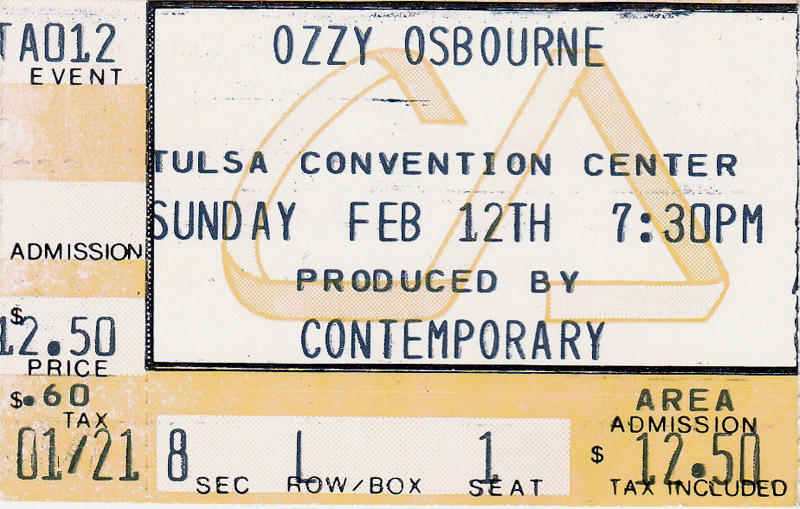 TA012
EVENT
ADMISSION
$12.50
PRICE
$.60
TAX
01/21
OZZY OSBOURNE
TULSA CONVENTION CENTER
SUNDAY FEB 12TH 7:30PM
PRODUCED BY
CONTEMPORARY
8 SEC
ROW/BOX
1 SEAT
AREA
ADMISSION
$ 12.50
TAX INCLUDED